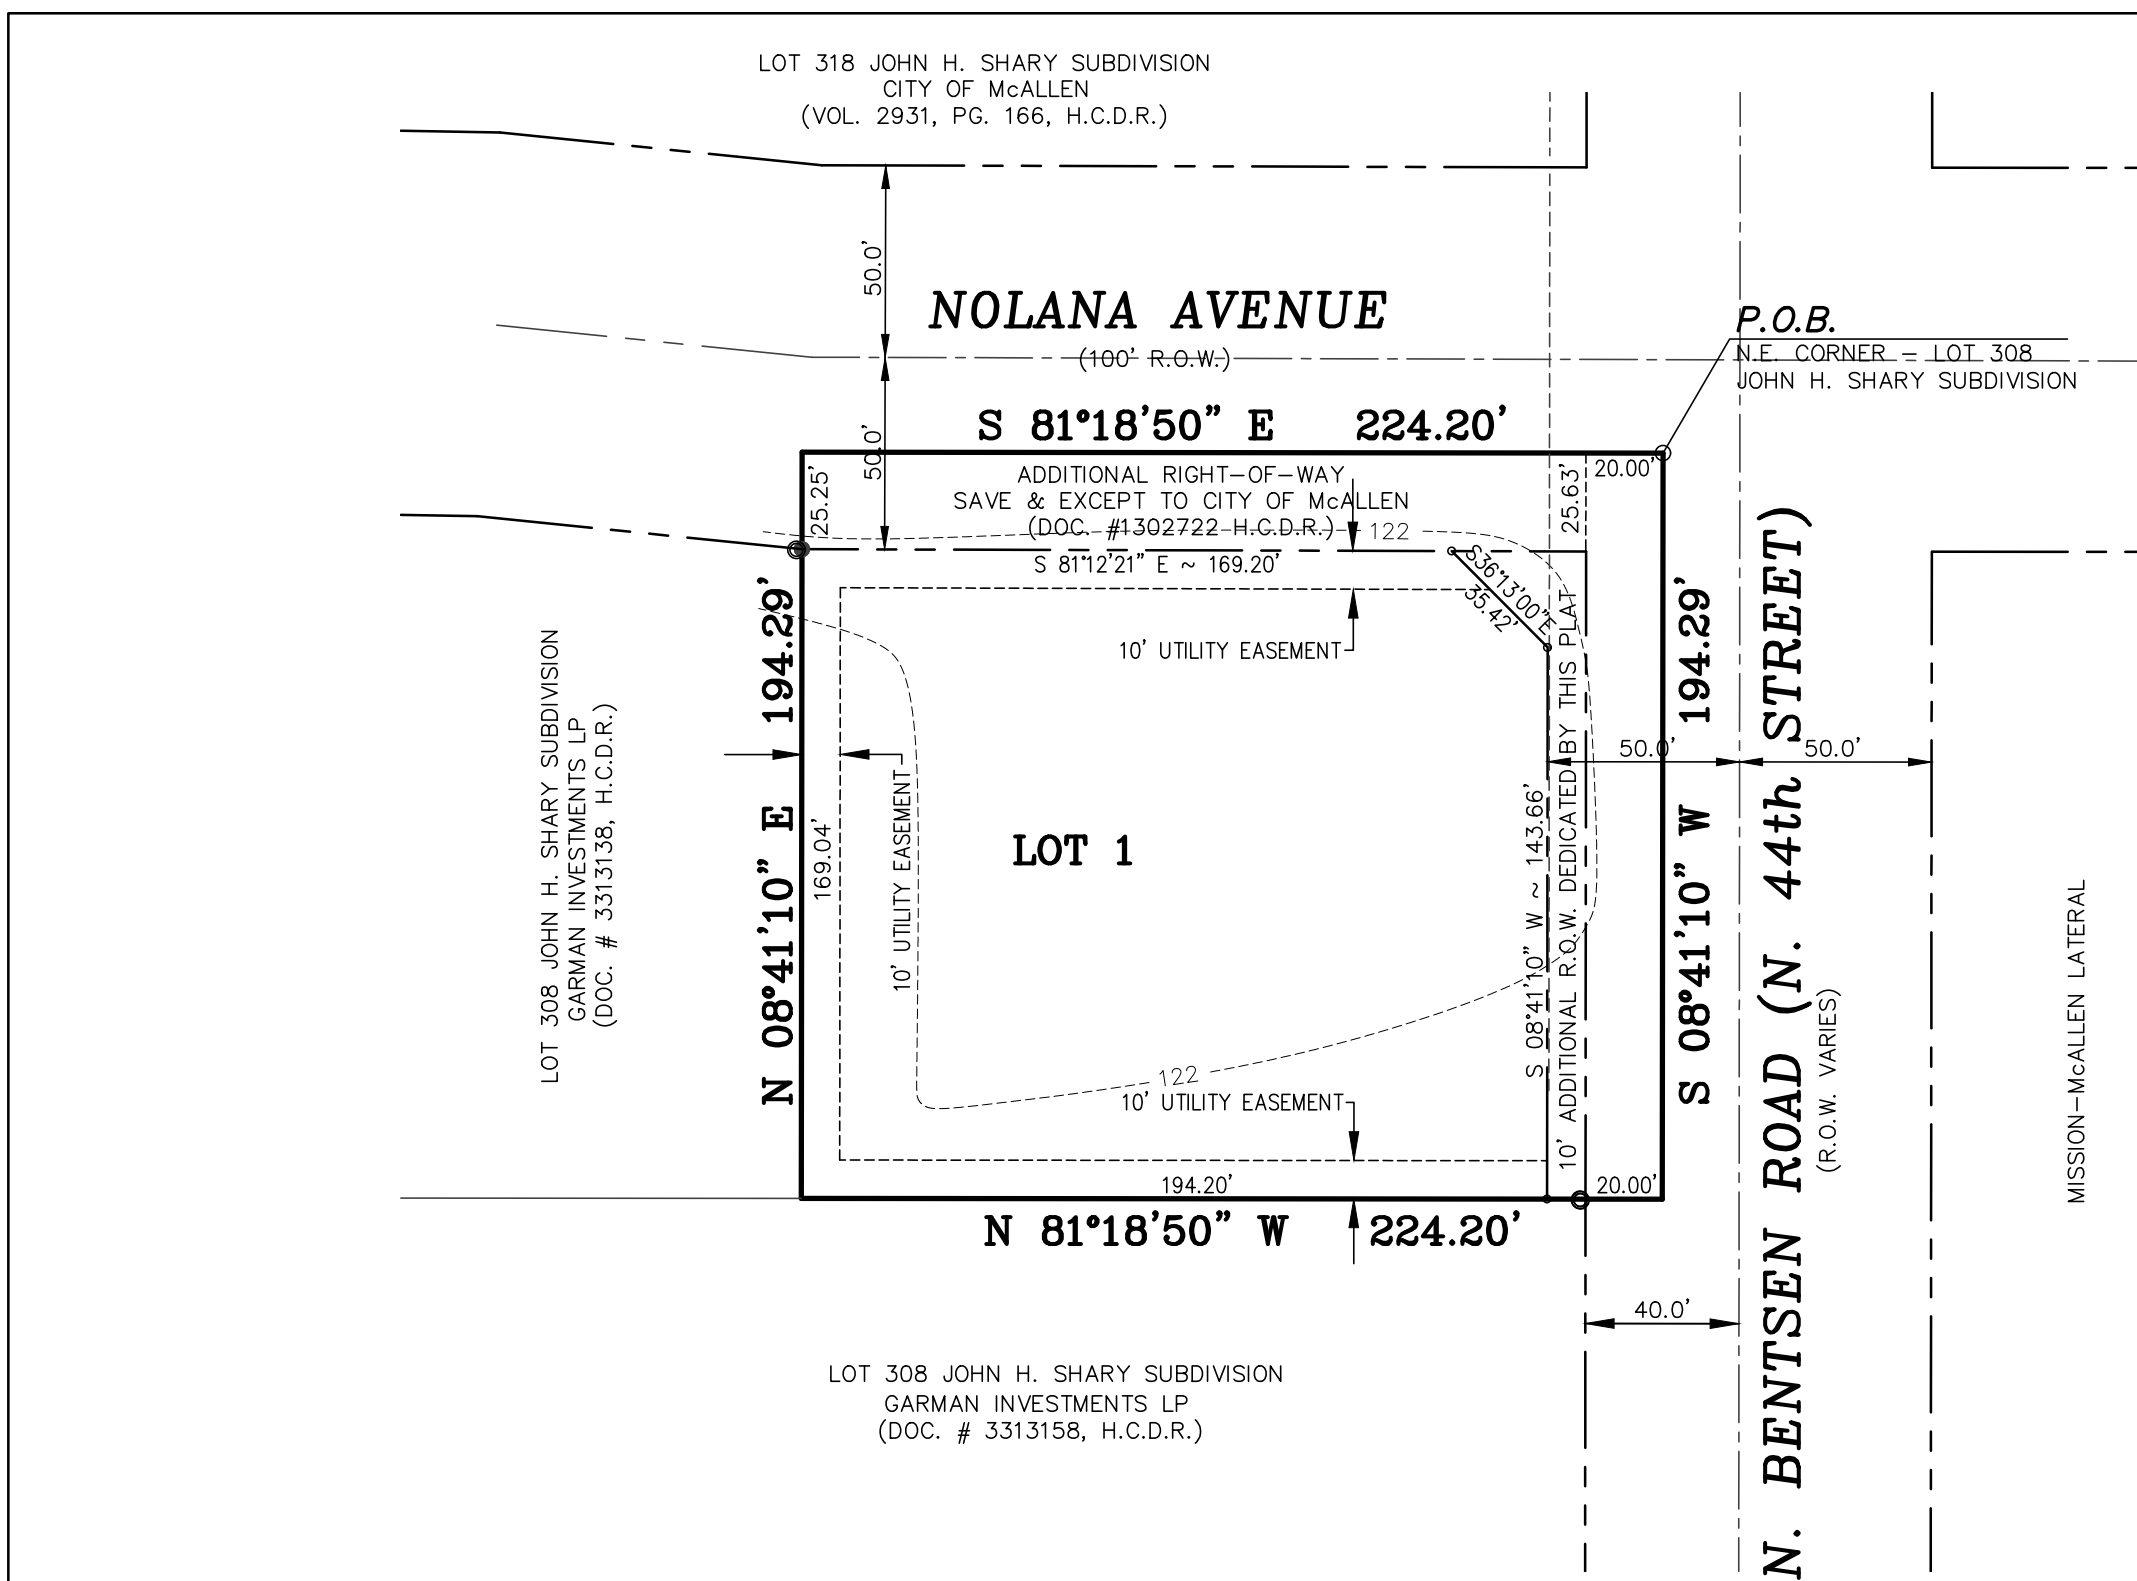 LOT 318 JOHN H. SHARY SUBDIVISION
CITY OF McALLEN
(VOL. 2931, PG. 166, H.C.D.R.)
50.0'
NOLANA AVENUE
(100' R.O.W.)
P.O.B.
N.E. CORNER – LOT 308
JOHN H. SHARY SUBDIVISION
S 81°18'50" E 224.20'
50.0'
25.25'
ADDITIONAL RIGHT–OF–WAY
SAVE & EXCEPT TO CITY OF McALLEN
(DOC. #1302722 H.C.D.R.)
122
25.63'
20.00'
S 81°12'21" E ~ 169.20'
S36°13'00"E
35.42'
10' UTILITY EASEMENT
N 08°41'10" E 194.29'
169.04'
10' UTILITY EASEMENT
LOT 1
S 08°41'10" W ~ 143.66'
10' ADDITIONAL R.O.W. DEDICATED BY THIS PLAT
S 08°41'10" W 194.29'
50.0'
50.0'
N. BENTSEN ROAD (N. 44th STREET)
(R.O.W. VARIES)
MISSION–McALLEN LATERAL
LOT 308 JOHN H. SHARY SUBDIVISION
GARMAN INVESTMENTS LP
(DOC. # 3313138, H.C.D.R.)
122
10' UTILITY EASEMENT
194.20'
20.00'
N 81°18'50" W 224.20'
40.0'
LOT 308 JOHN H. SHARY SUBDIVISION
GARMAN INVESTMENTS LP
(DOC. # 3313158, H.C.D.R.)